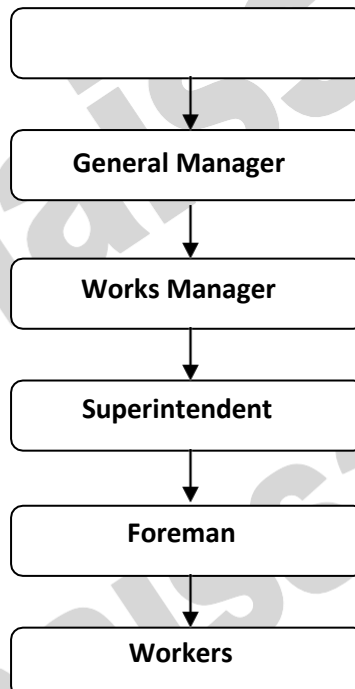 General Manager
Works Manager
Superintendent
Foreman
Workers